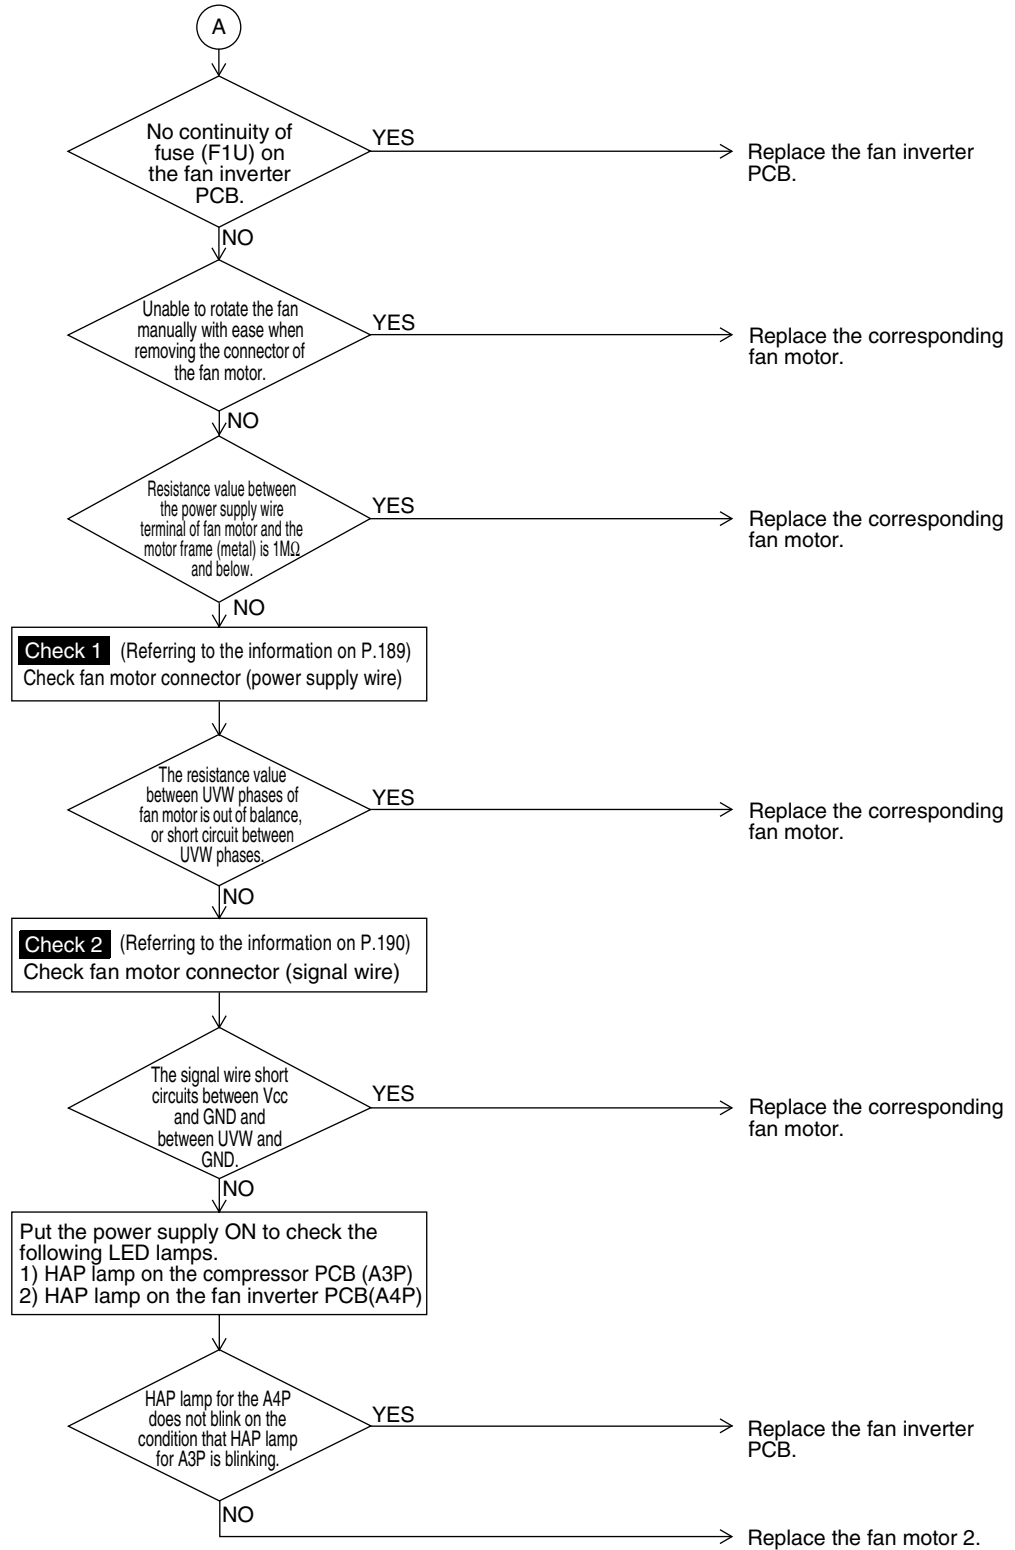 A
No continuity of
fuse (F1U) on
the fan inverter
PCB.
YES
Replace the fan inverter
PCB.
NO
Unable to rotate the fan
manually with ease when
removing the connector of
the fan motor.
YES
Replace the corresponding
fan motor.
NO
Resistance value between
the power supply wire
terminal of fan motor and the
motor frame (metal) is 1MΩ
and below.
YES
Replace the corresponding
fan motor.
NO
Check 1 (Referring to the information on P.189)
Check fan motor connector (power supply wire)
The resistance value
between UVW phases of
fan motor is out of balance,
or short circuit between
UVW phases.
YES
Replace the corresponding
fan motor.
NO
Check 2 (Referring to the information on P.190)
Check fan motor connector (signal wire)
The signal wire short
circuits between Vcc
and GND and
between UVW and
GND.
YES
Replace the corresponding
fan motor.
NO
Put the power supply ON to check the
following LED lamps.
1) HAP lamp on the compressor PCB (A3P)
2) HAP lamp on the fan inverter PCB(A4P)
HAP lamp for the A4P
does not blink on the
condition that HAP lamp
for A3P is blinking.
YES
Replace the fan inverter
PCB.
NO
Replace the fan motor 2.